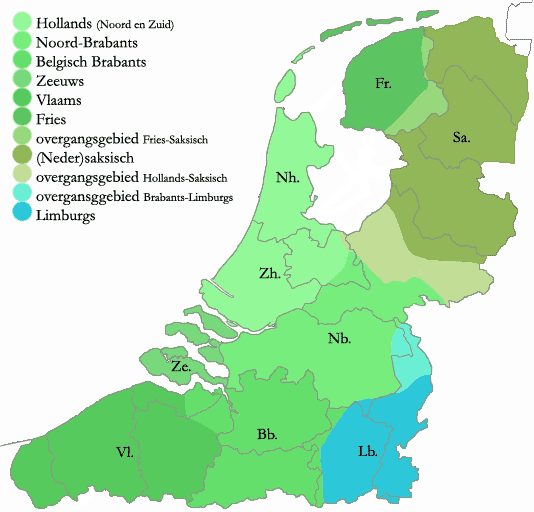 Hollands (Noord en Zuid)
Noord-Brabants
Belgisch Brabants
Zeeuws
Vlaams
Fries
overgangsgebied Fries-Saksisch
(Neder)saksisch
overgangsgebied Hollands-Saksisch
overgansggebied Brabants-Limburgs
Limburgs
Fr.
Sa.
Nh.
Zh.
Nb.
Ze.
Bb.
Vl.
Lb.